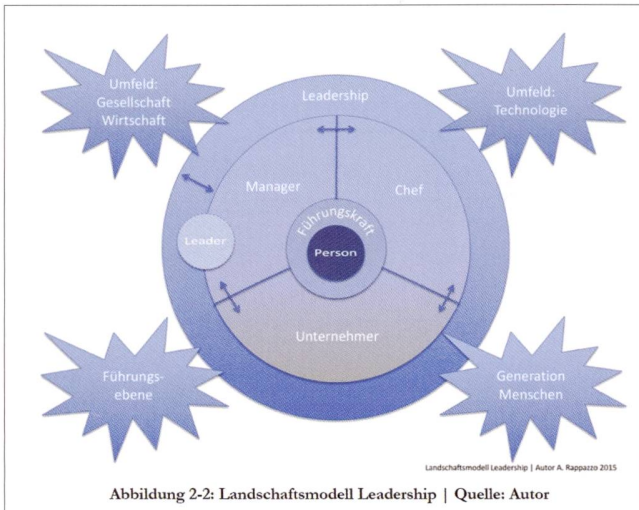 Umfeld:
Gesellschaft
Wirtschaft
Umfeld:
Technologie
Leadership
Manager
Chef
Führungskraft
Person
Leader
Unternehmer
Führungs-
ebene
Generation
Menschen
Landschaftsmodell Leadership | Autor A. Rappazzo 2015
Abbildung 2-2: Landschaftsmodell Leadership | Quelle: Autor